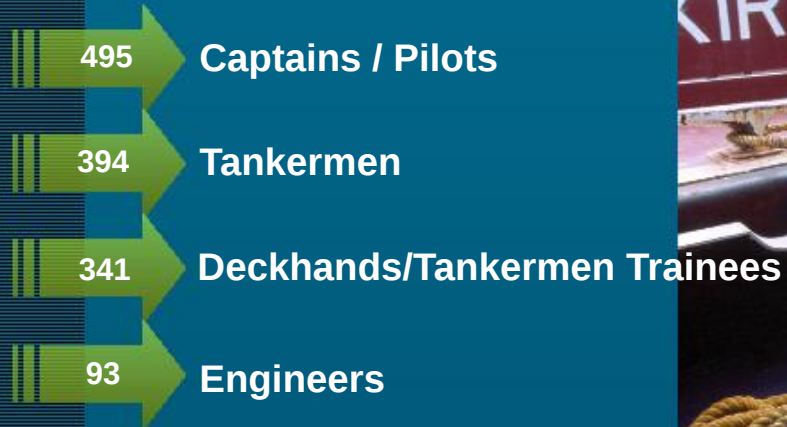 495 Captains / Pilots
394 Tankermen
341 Deckhands/Tankermen Trainees
93 Engineers